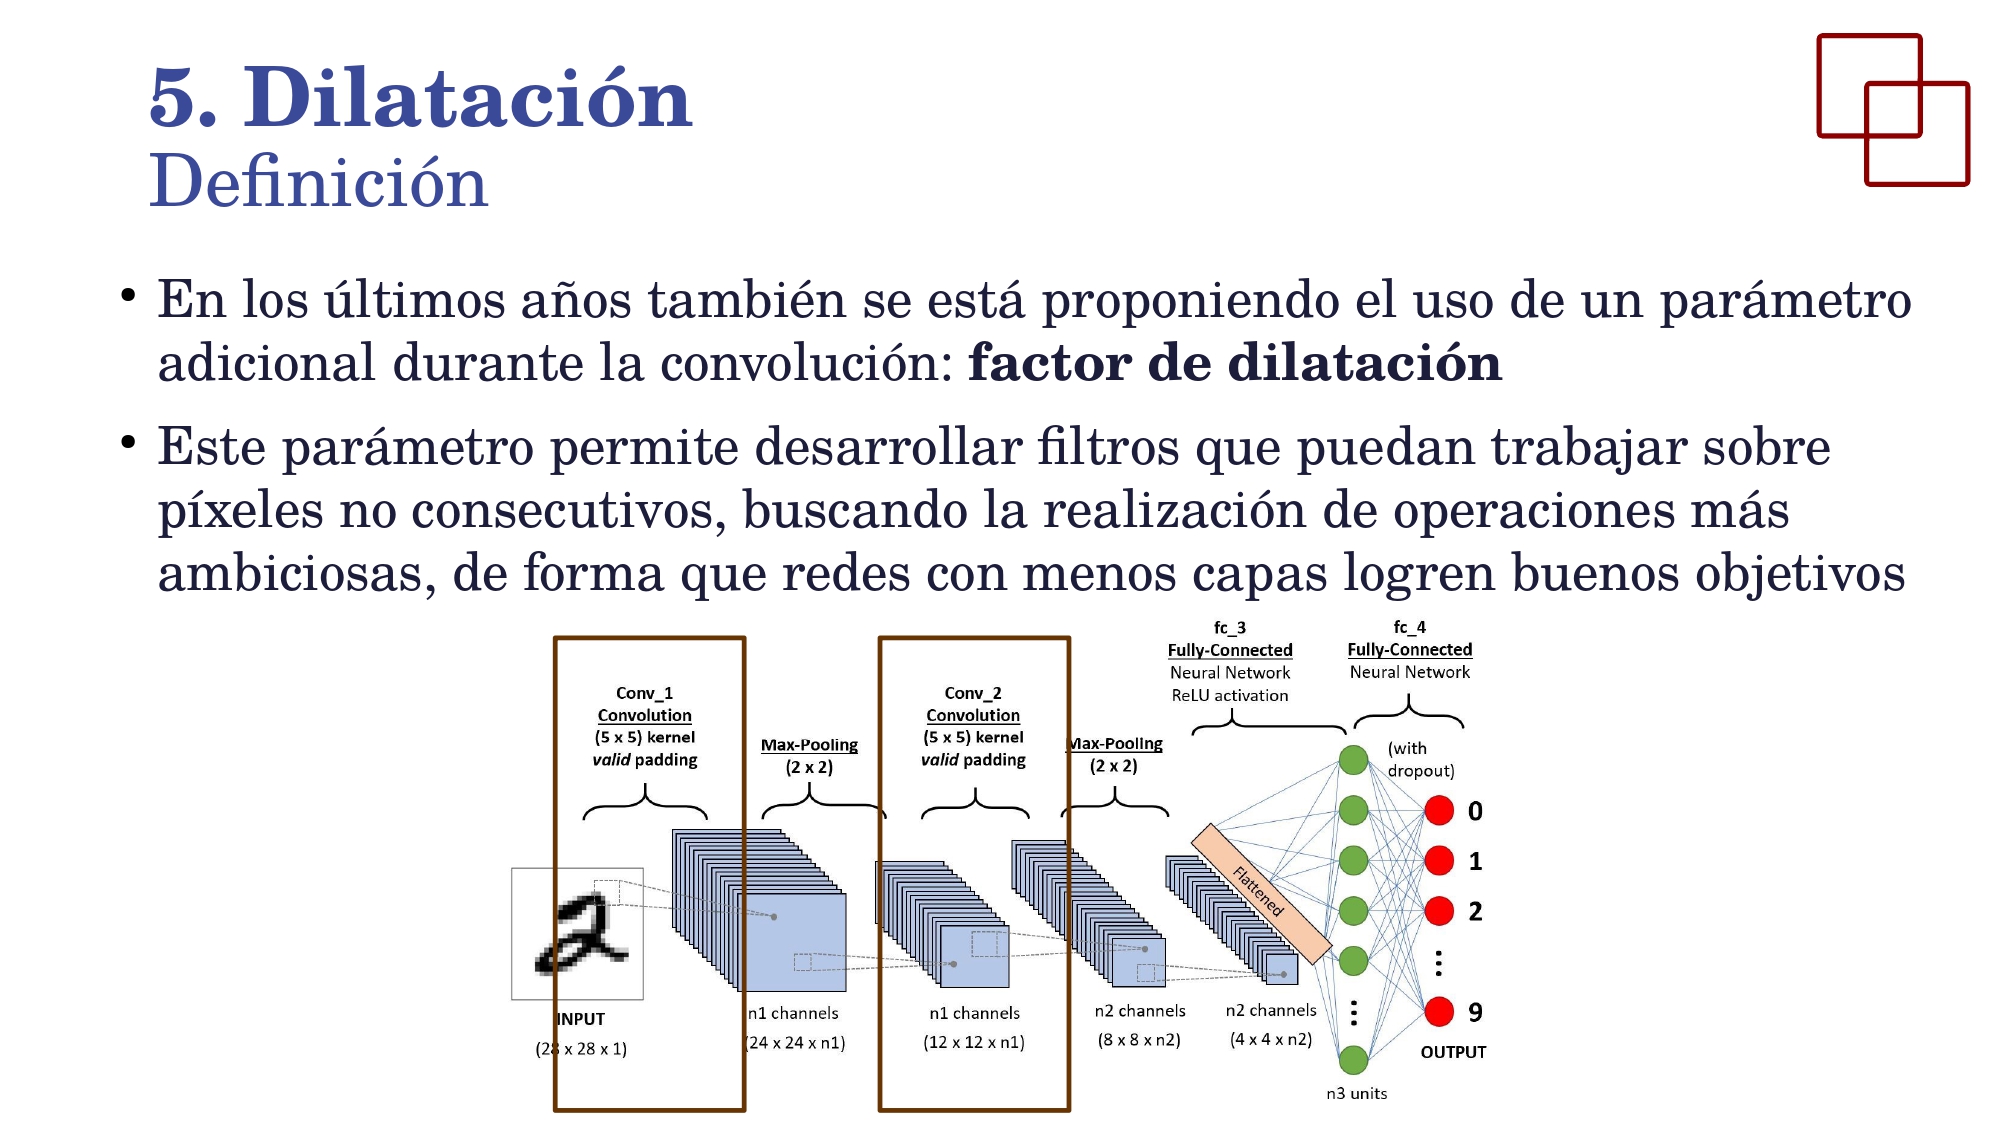 5. Dilatación
Definición
• En los últimos años también se está proponiendo el uso de un parámetro
adicional durante la convolución: factor de dilatación
• Este parámetro permite desarrollar filtros que puedan trabajar sobre
píxeles no consecutivos, buscando la realización de operaciones más
ambiciosas, de forma que redes con menos capas logren buenos objetivos
Conv_1
Convolution
(5 x 5) kernel
valid padding
Max-Pooling
(2 x 2)
Conv_2
Convolution
(5 x 5) kernel
valid padding
Max-Pooling
(2 x 2)
fc_3
Fully-Connected
Neural Network
ReLU activation
fc_4
Fully-Connected
Neural Network
(with
dropout)
Flattened
2
INPUT
(28 x 28 x 1)
n1 channels
(24 x 24 x n1)
n1 channels
(12 x 12 x n1)
n2 channels
(8 x 8 x n2)
n2 channels
(4 x 4 x n2)
n3 units
0
1
2
9
OUTPUT